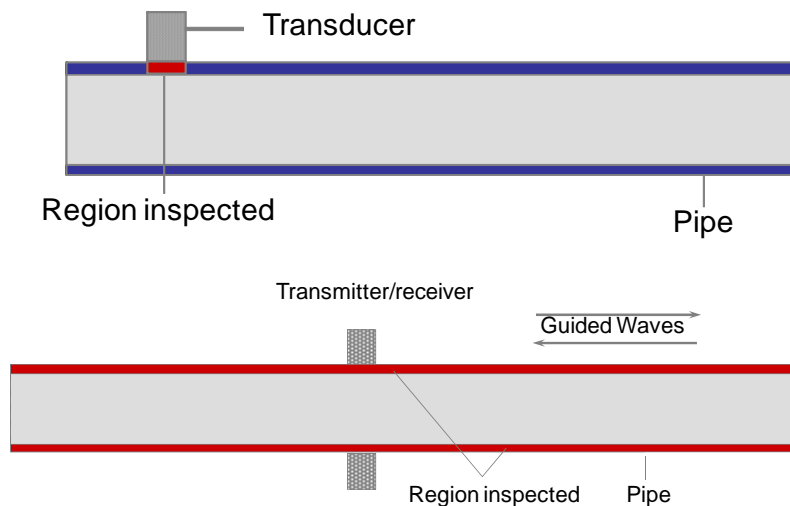 Transducer
Region inspected
Pipe
Transmitter/receiver
Guided Waves
Region inspected
Pipe